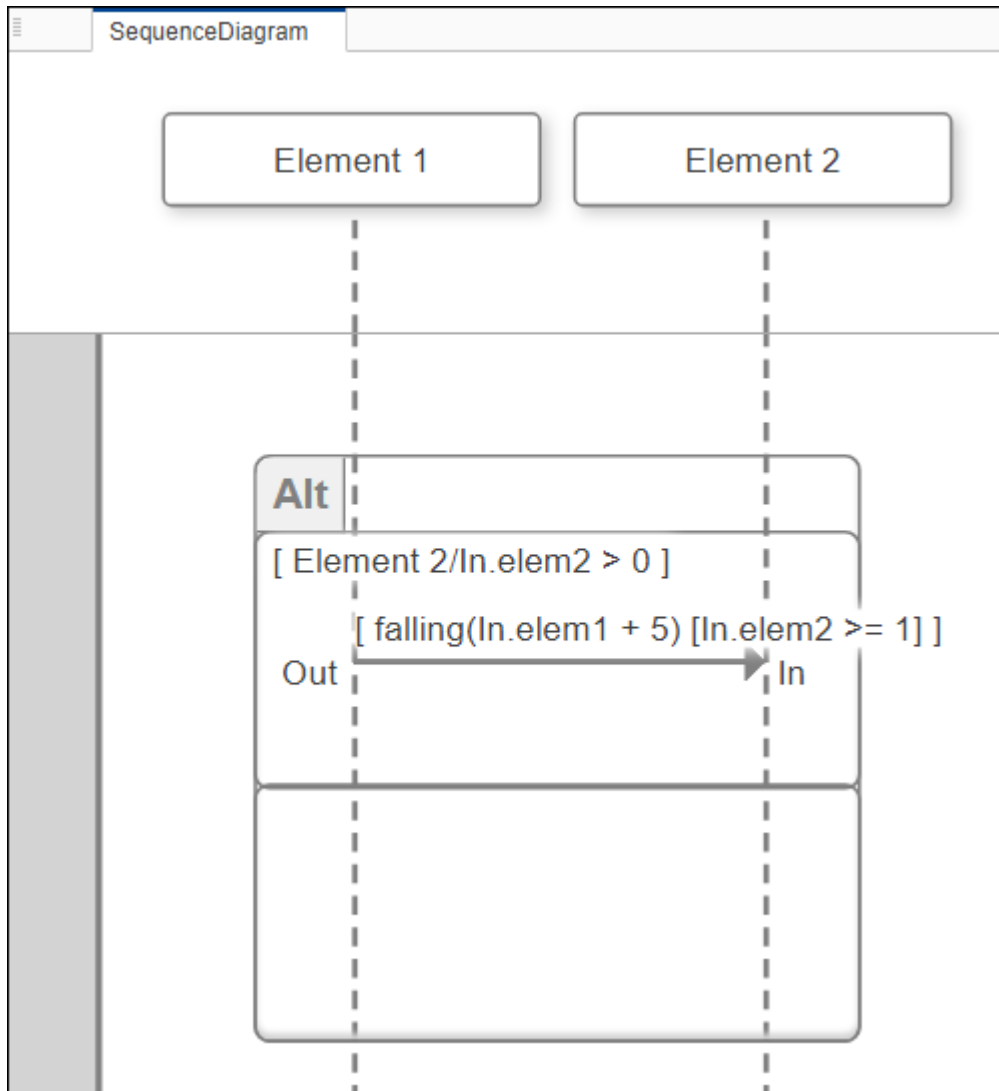 SequenceDiagram
Element 1
Element 2
Alt
[ Element 2/In.elem2 > 0 ]
[ falling(In.elem1 + 5) [In.elem2 >= 1] ]
Out
In